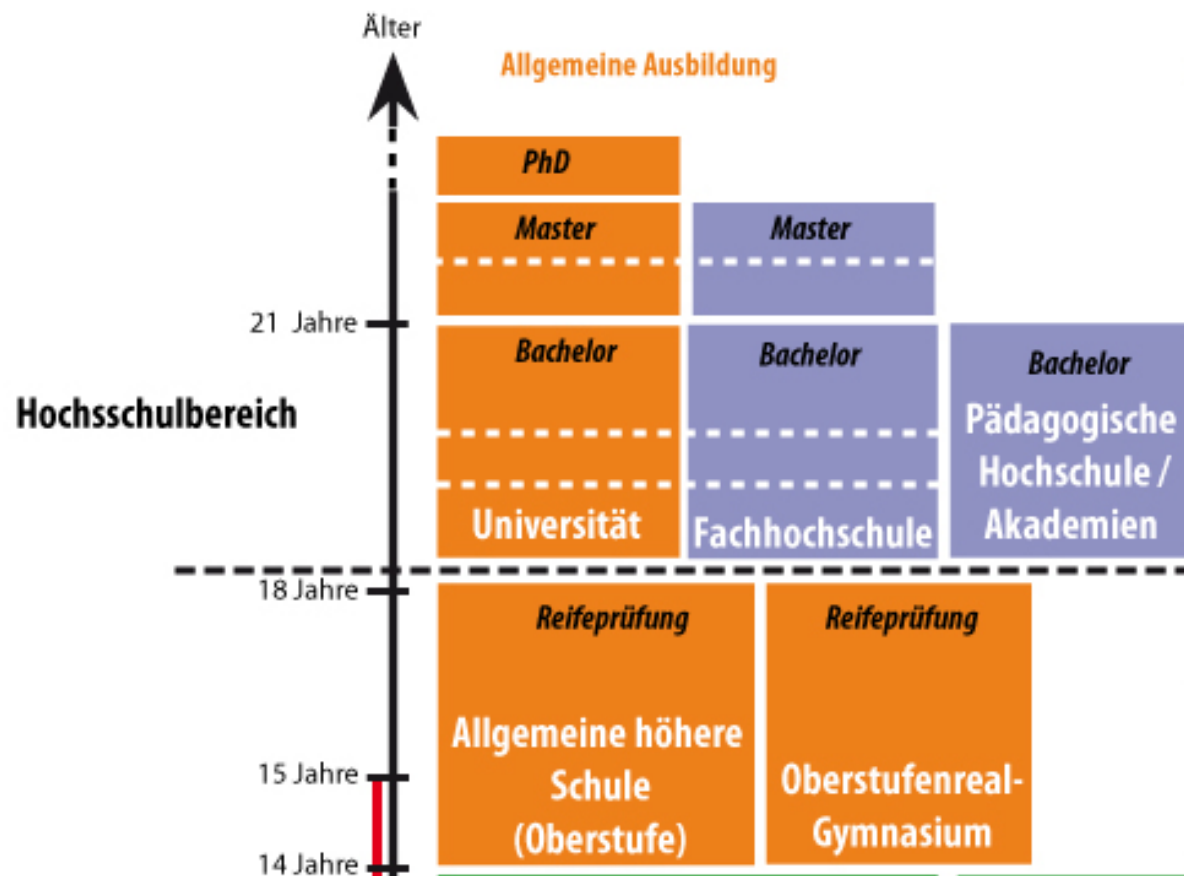 Älter
Allgemeine Ausbildung
PhD
Master
Master
21 Jahre
Bachelor
Bachelor
Bachelor
Hochsschulbereich
Pädagogische
Hochschule /
Akademien
Universität
Fachhochschule
18 Jahre
Reifeprüfung
Reifeprüfung
Allgemeine höhere
Schule
(Oberstufe)
Oberstufenreal-
Gymnasium
15 Jahre
14 Jahre